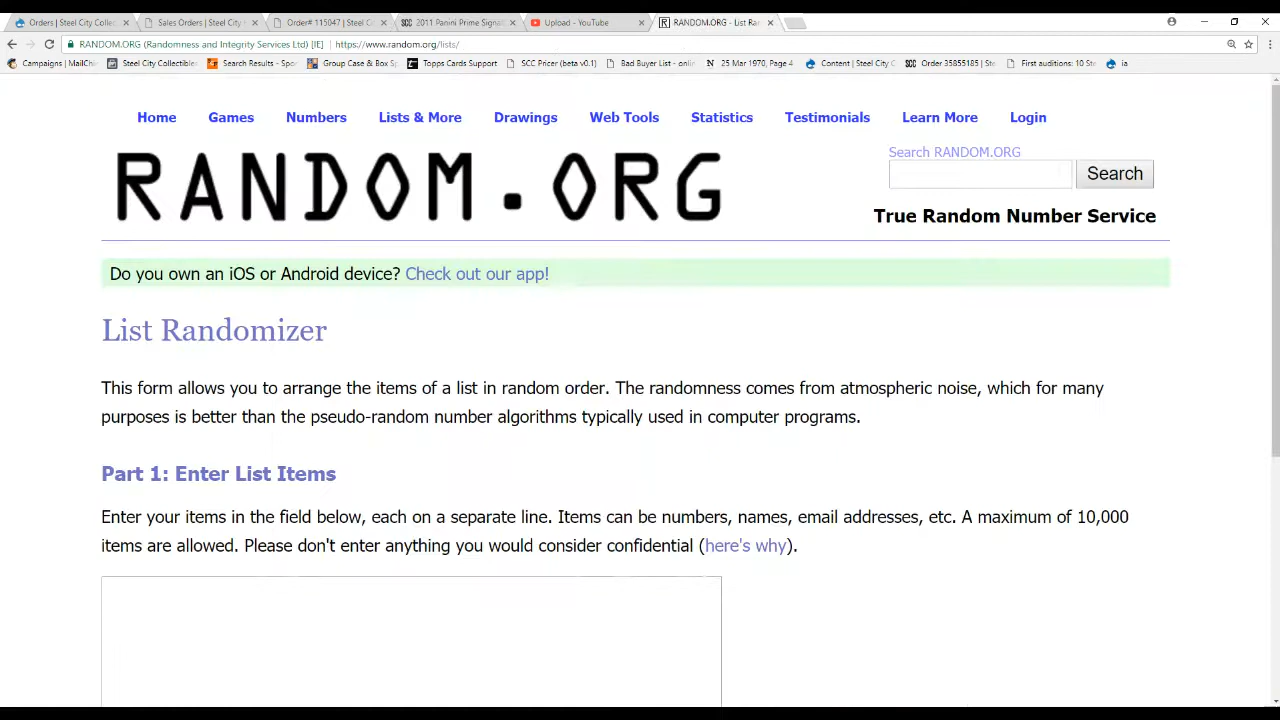 Orders | Steel City Collec
Sales Orders | Steel City
Order# 115047 | Steel Ci
2011 Panini Prime Signat
Upload - YouTube
RANDOM.ORG - List Ra
RANDOM.ORG (Randomness and Integrity Services Ltd) [IE] | https://www.random.org/lists/
Campaigns | MailChi
Steel City Collectibles
Search Results - Spo
Group Case & Box Sp
Topps Cards Support
SCC Pricer (beta v0.1)
Bad Buyer List - onlin
25 Mar 1970, Page 4
Content | Steel City C
Order 35855185 | Ste
First auditions: 10 Ste
ia
Home Games Numbers Lists & More Drawings Web Tools Statistics Testimonials Learn More Login
RANDOM.ORG
Search RANDOM.ORG
Search
True Random Number Service
Do you own an iOS or Android device? Check out our app!
List Randomizer
This form allows you to arrange the items of a list in random order. The randomness comes from atmospheric noise, which for many
purposes is better than the pseudo-random number algorithms typically used in computer programs.
Part 1: Enter List Items
Enter your items in the field below, each on a separate line. Items can be numbers, names, email addresses, etc. A maximum of 10,000
items are allowed. Please don't enter anything you would consider confidential (here's why).